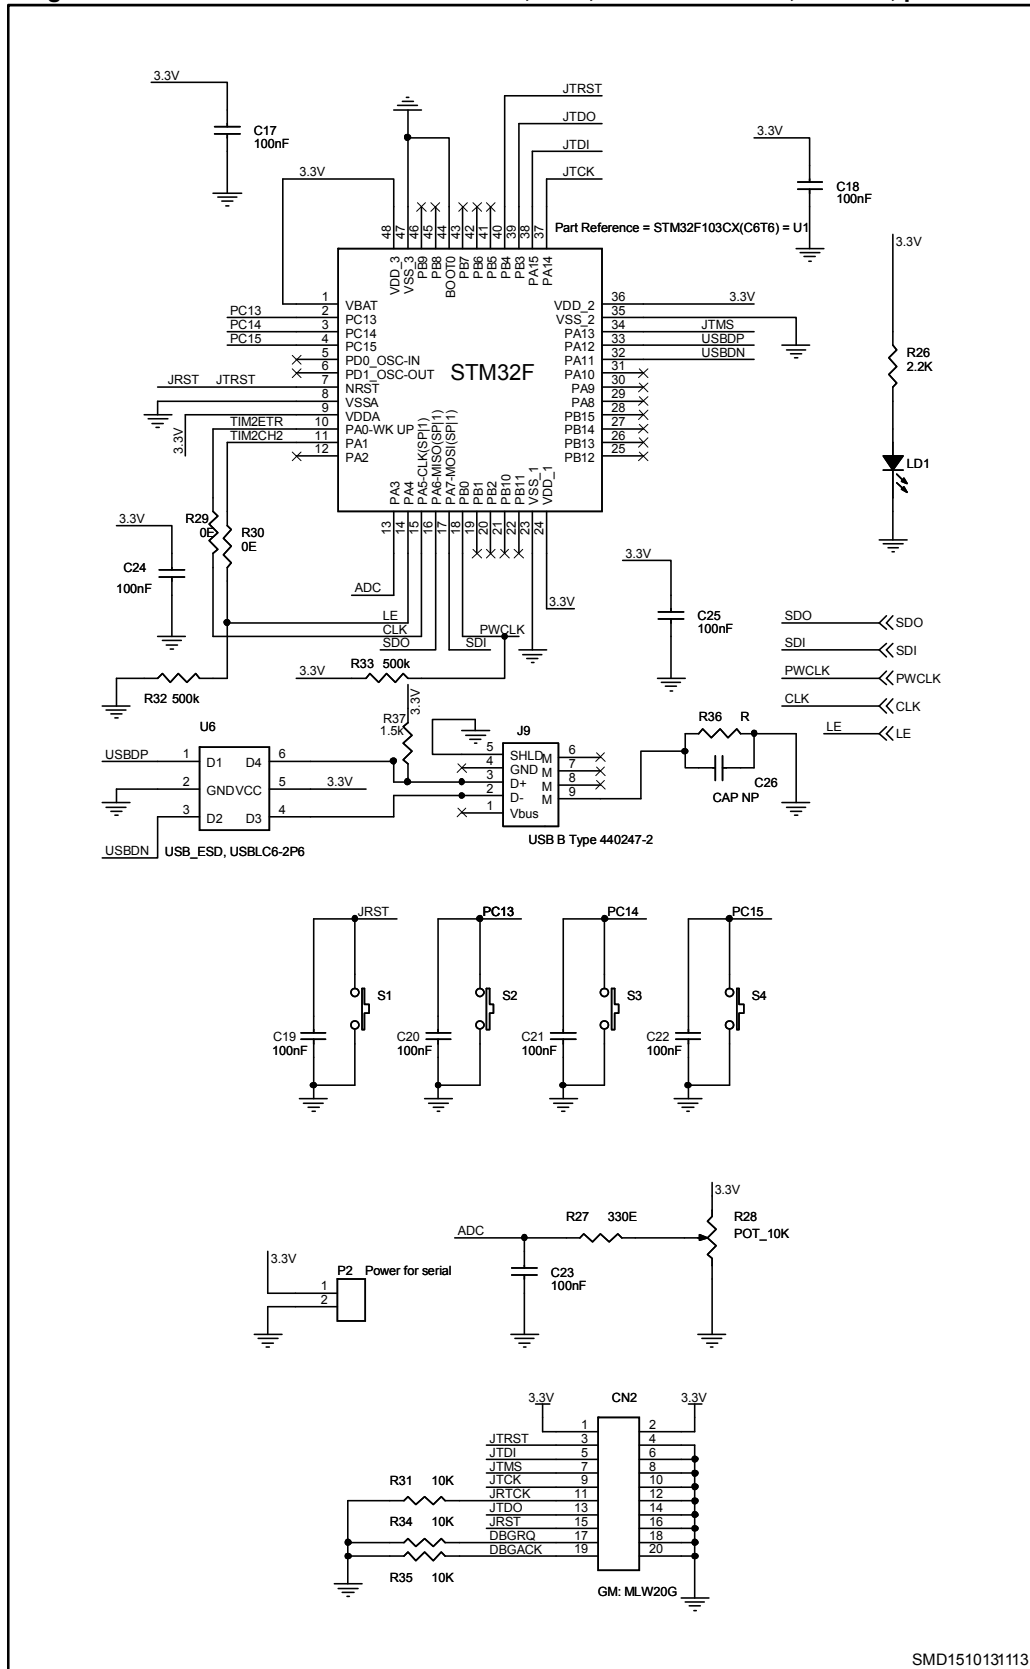 3.3V
C17
100nF
JTRST
JTDO
JTDI
JTCK
3.3V
3.3V
C18
100nF
Part Reference = STM32F103CX(C6T6) = U1
3.3V
48
47
46
45
44
43
42
41
40
39
38
37
VDD_3
VSS_3
PB9
PB8
BOOT0
PB7
PB6
PB5
PB4
PB3
PA15
PA14
1 VBAT
PC13 2 PC13
PC14 3 PC14
PC15 4 PC15
5 PD0_OSC-IN
6 PD1_OSC-OUT
JRST JTRST 7 NRST
8 VSSA
9 VDDA
3.3V
TIM2ETR 10 PA0-WK UP
TIM2CH2 11 PA1
12 PA2
STM32F
VDD_2 36 3.3V
VSS_2 35
PA13 34 JTMS
PA12 33 USBDP
PA11 32 USBDN
PA10 31
PA9 30
PA8 29
PB15 28
PB14 27
PB13 26
PB12 25
PA3
PA4
PA5-CLK(SP|1)
PA6-MISO(SP|1)
PA7-MOSI(SP|1)
PB0
PB1
PB2
PB10
PB11
VSS_1
VDD_1
13
14
15
16
17
18
19
20
21
22
23
24
R26
2.2K
LD1
3.3V
C24
100nF
R29
0E
R30
0E
ADC
LE
CLK
SDO
SDI
PWCLK
3.3V
3.3V
C25
100nF
SDO SDO
SDI SDI
PWCLK PWCLK
CLK CLK
LE LE
R32 500k
3.3V
R33 500k
3.3V
R37
1.5k
U6
USBDP 1 D1 D4 6
2 GND VCC 5 3.3V
3 D2 D3 4
USBDN
USB_ESD, USBLC6-2P6
J9
5 SHLD M 6
4 GND M 7
3 D+ M 8
2 D- M 9
1 Vbus
USB B Type 440247-2
R36 R
C26
CAP NP
JRST
S1
C19
100nF
PC13
S2
C20
100nF
PC14
S3
C21
100nF
PC15
S4
C22
100nF
3.3V
P2 Power for serial
1
2
ADC
R27 330E
C23
100nF
3.3V
R28
POT_10K
3.3V CN2 3.3V
1 2
JTRST 3 4
JTDI 5 6
JTMS 7 8
JTCK 9 10
R31 10K JRTCK 11 12
JTDO 13 14
R34 10K JRST 15 16
DBGRQ 17 18
DBGACK 19 20
R35 10K
GM: MLW20G
SMD1510131113